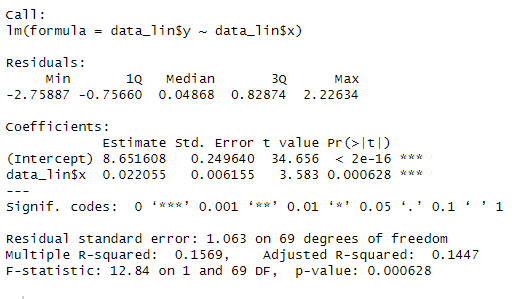 Call:
lm(formula = data_lin$y ~ data_lin$x)
Residuals:
Min 1Q Median 3Q Max
-2.75887 -0.75660 0.04868 0.82874 2.22634
Coefficients:
Estimate Std. Error t value Pr(>|t|)
(Intercept) 8.651608 0.249640 34.656 < 2e-16 ***
data_lin$x 0.022055 0.006155 3.583 0.000628 ***
---
Signif. codes: 0 ‘***’ 0.001 ‘**’ 0.01 ‘*’ 0.05 ‘.’ 0.1 ‘ ’ 1
Residual standard error: 1.063 on 69 degrees of freedom
Multiple R-squared: 0.1569, Adjusted R-squared: 0.1447
F-statistic: 12.84 on 1 and 69 DF, p-value: 0.000628